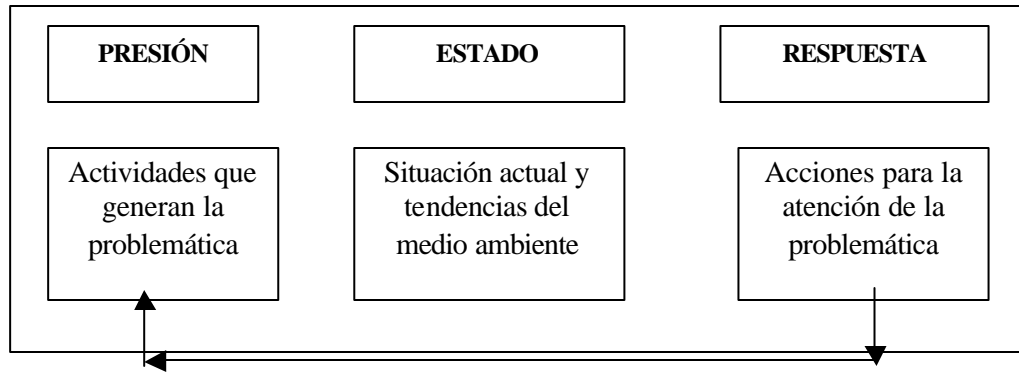 PRESIÓN
ESTADO
RESPUESTA
Actividades que
generan la
problemática
Situación actual y
tendencias del
medio ambiente
Acciones para la
atención de la
problemática